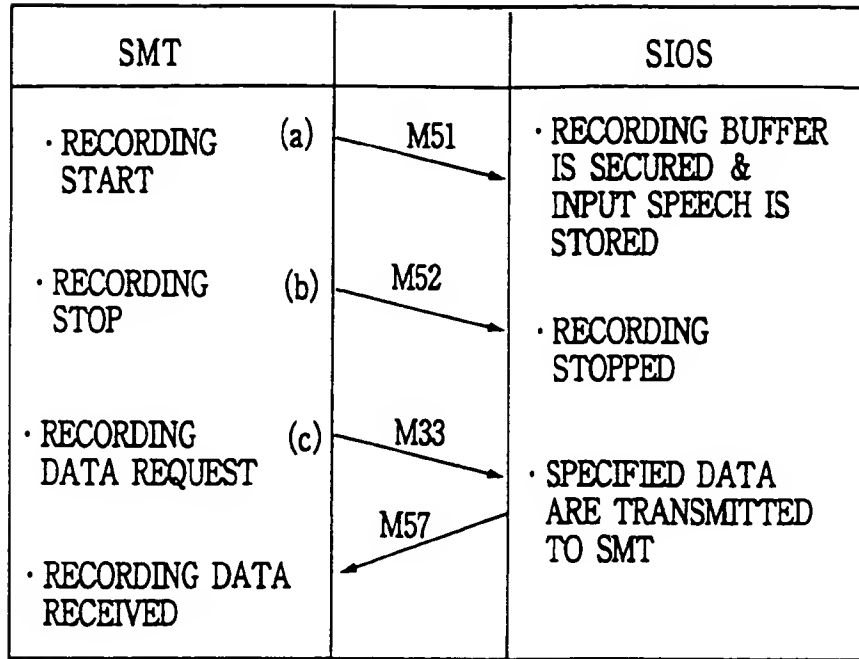 SMT
SIOS
· RECORDING
START
(a)
M51
· RECORDING BUFFER
IS SECURED &
INPUT SPEECH IS
STORED
· RECORDING
STOP
(b)
M52
· RECORDING
STOPPED
· RECORDING
DATA REQUEST
(c)
M33
· SPECIFIED DATA
ARE TRANSMITTED
TO SMT
M57
· RECORDING DATA
RECEIVED